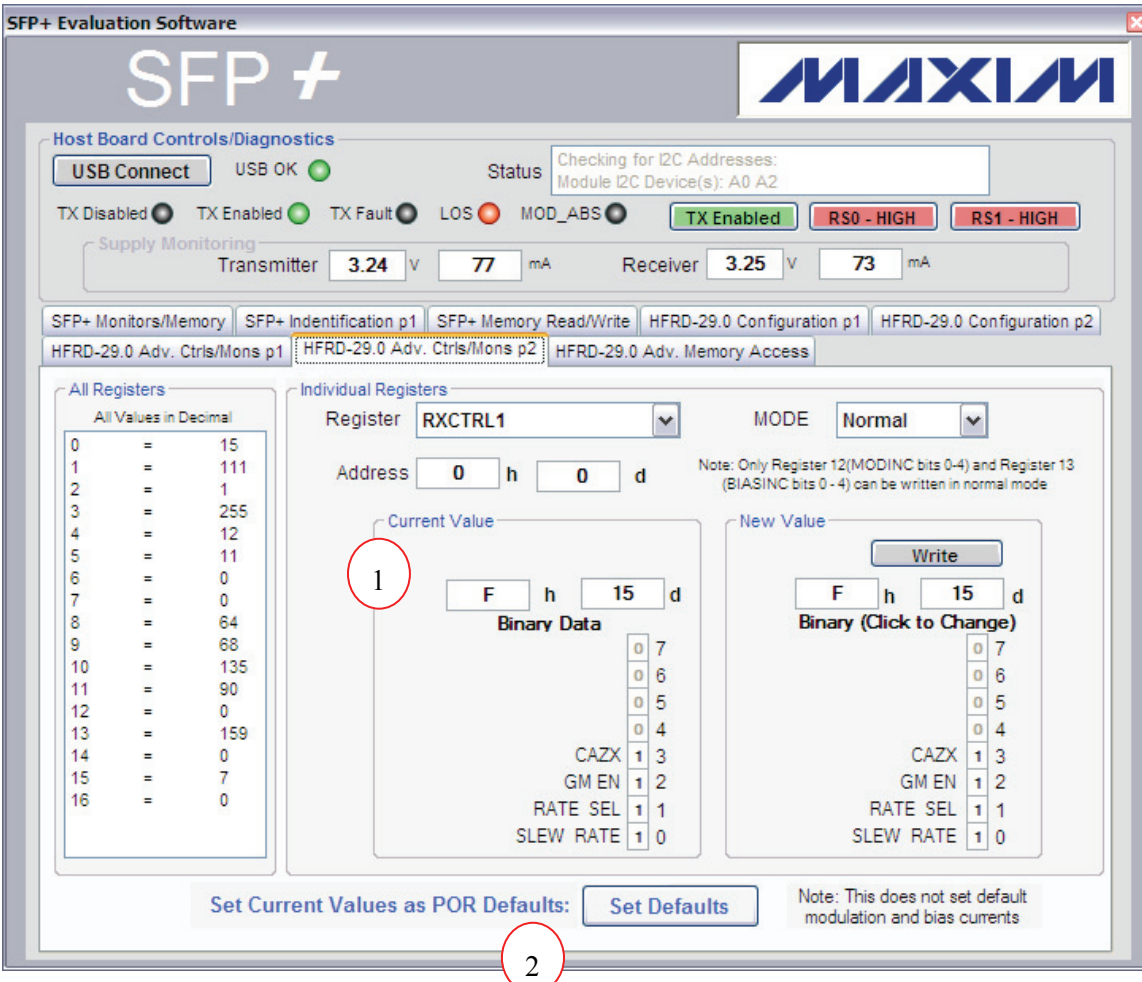 SFP+ Evaluation Software
SFP +
MAXIM
Host Board Controls/Diagnostics
USB Connect USB OK Status Checking for I2C Addresses:
Module I2C Device(s): A0 A2
TX Disabled TX Enabled TX Fault LOS MOD_ABS TX Enabled RS0 - HIGH RS1 - HIGH
Supply Monitoring
Transmitter 3.24 V 77 mA Receiver 3.25 V 73 mA
SFP+ Monitors/Memory SFP+ Indentification p1 SFP+ Memory Read/Write HFRD-29.0 Configuration p1 HFRD-29.0 Configuration p2
HFRD-29.0 Adv. Ctrls/Mons p1 HFRD-29.0 Adv. Ctrls/Mons p2 HFRD-29.0 Adv. Memory Access
All Registers
All Values in Decimal
0 = 15
1 = 111
2 = 1
3 = 255
4 = 12
5 = 11
6 = 0
7 = 0
8 = 64
9 = 68
10 = 135
11 = 90
12 = 0
13 = 159
14 = 0
15 = 7
16 = 0
Individual Registers
Register RXCTRL1 MODE Normal
Address 0 h 0 d
Note: Only Register 12(MODINC bits 0-4) and Register 13
(BIASINC bits 0 - 4) can be written in normal mode
Current Value
1
F h 15 d
Binary Data
0 7
0 6
0 5
0 4
CAZX 1 3
GM EN 1 2
RATE SEL 1 1
SLEW RATE 1 0
New Value
Write
F h 15 d
Binary (Click to Change)
0 7
0 6
0 5
0 4
CAZX 1 3
GM EN 1 2
RATE SEL 1 1
SLEW RATE 1 0
Set Current Values as POR Defaults: Set Defaults
Note: This does not set default
modulation and bias currents
2